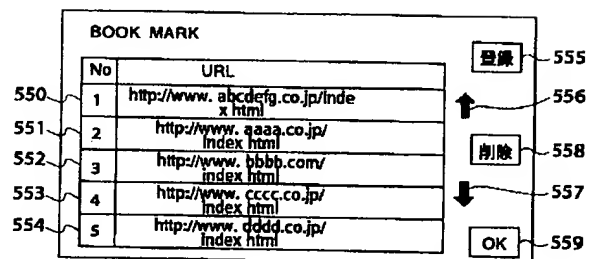 BOOK MARK
登録
555
No
URL
550
1
http://www. abcdefg.co.jp/inde
x html
556
551
2
http://www. aaaa.co.jp/
index html
552
3
http://www. bbbb.com/
index html
削除
558
553
4
http://www. cccc.co.jp/
index html
557
554
5
http://www. dddd.co.jp/
index html
OK
559